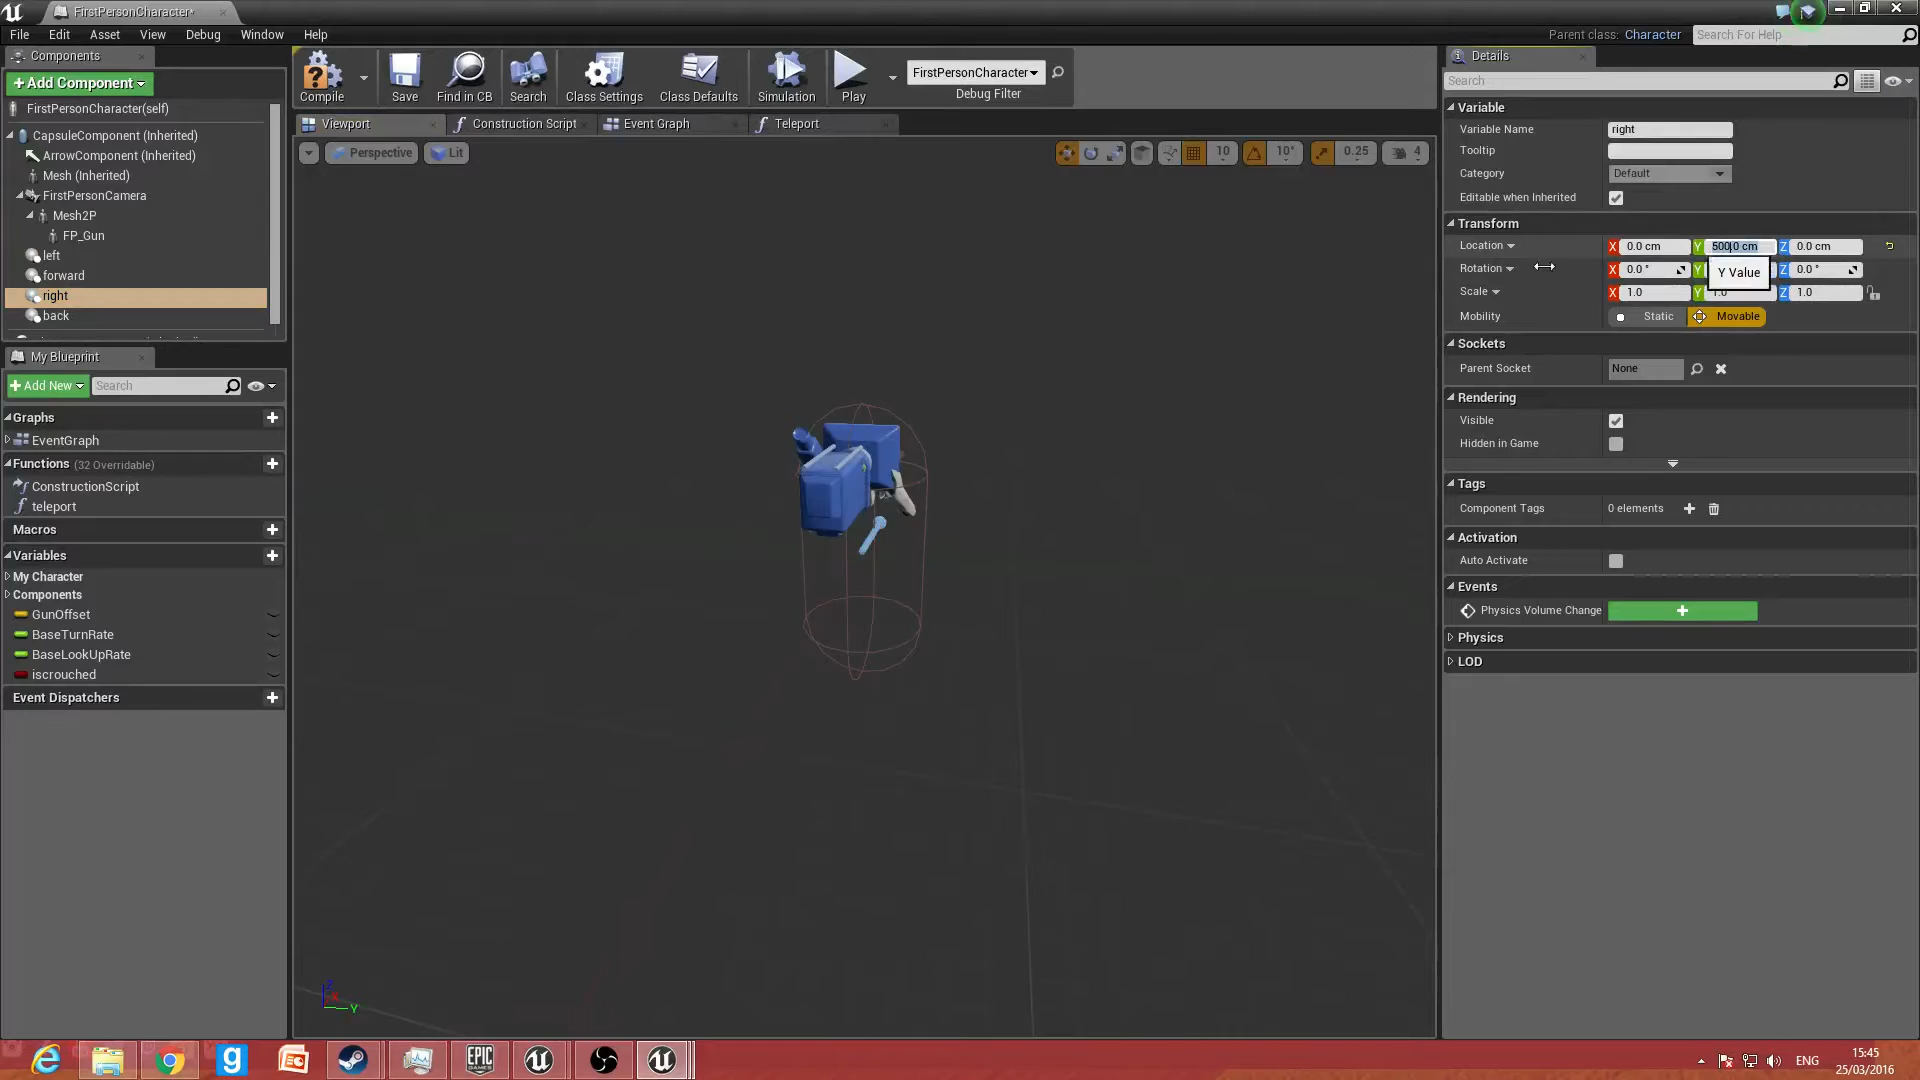 FirstPersonCharacter*
File Edit Asset View Debug Window Help
Parent class: Character
Search For Help
Components
+Add Component
FirstPersonCharacter(self)
CapsuleComponent (Inherited)
ArrowComponent (Inherited)
Mesh (Inherited)
FirstPersonCamera
Mesh2P
FP_Gun
left
forward
right
back
My Blueprint
+Add New
Search
Graphs
EventGraph
Functions (32 Overridable)
ConstructionScript
teleport
Macros
Variables
My Character
Components
GunOffset
BaseTurnRate
BaseLookUpRate
iscrouched
Event Dispatchers
Compile Save Find in CB Search Class Settings Class Defaults Simulation Play
FirstPersonCharacter
Debug Filter
Viewport Construction Script Event Graph Teleport
Perspective Lit
10 10° 0.25 4
Z X Y
Details
Search
Variable
Variable Name right
Tooltip
Category Default
Editable when Inherited
Transform
Location X 0.0 cm Y 500.0 cm Z 0.0 cm
Rotation X 0.0 ° Y Z 0.0 °
Y Value
Scale X 1.0 Y 1.0 Z 1.0
Mobility Static Movable
Sockets
Parent Socket None
Rendering
Visible
Hidden in Game
Tags
Component Tags 0 elements
Activation
Auto Activate
Events
Physics Volume Change +
Physics
LOD
EPIC GAMES
ENG
15:45
25/03/2016